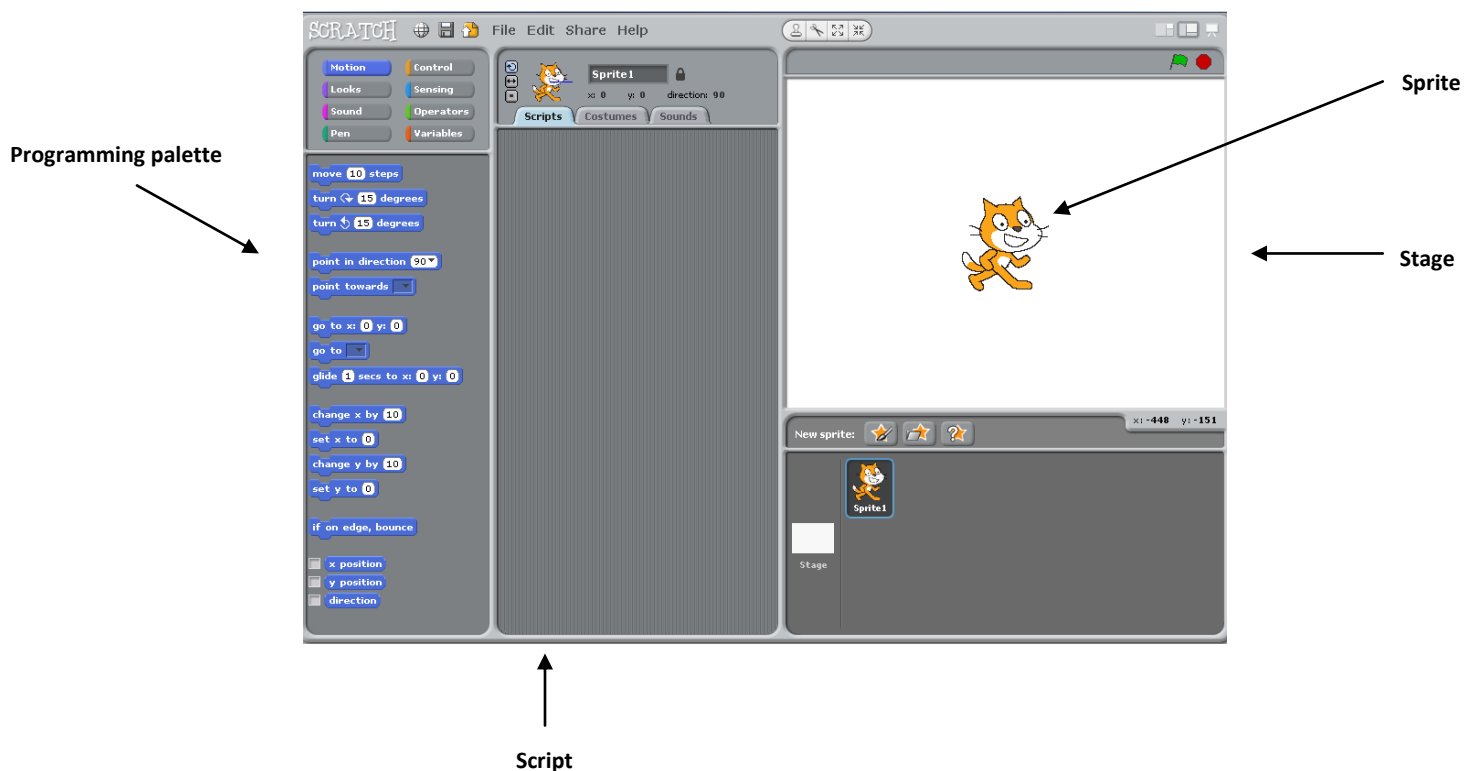 SCRATCH File Edit Share Help
Motion Control
Looks Sensing
Sound Operators
Pen Variables
Sprite1
x: 0 y: 0 direction: 90
Scripts Costumes Sounds
Sprite
Programming palette
move 10 steps
turn 15 degrees
turn 15 degrees
point in direction 90
point towards
go to x: 0 y: 0
go to
glide 1 secs to x: 0 y: 0
change x by 10
set x to 0
change y by 10
set y to 0
if on edge, bounce
x position
y position
direction
Stage
x: -448 y: -151
New sprite:
Sprite1
Stage
Script